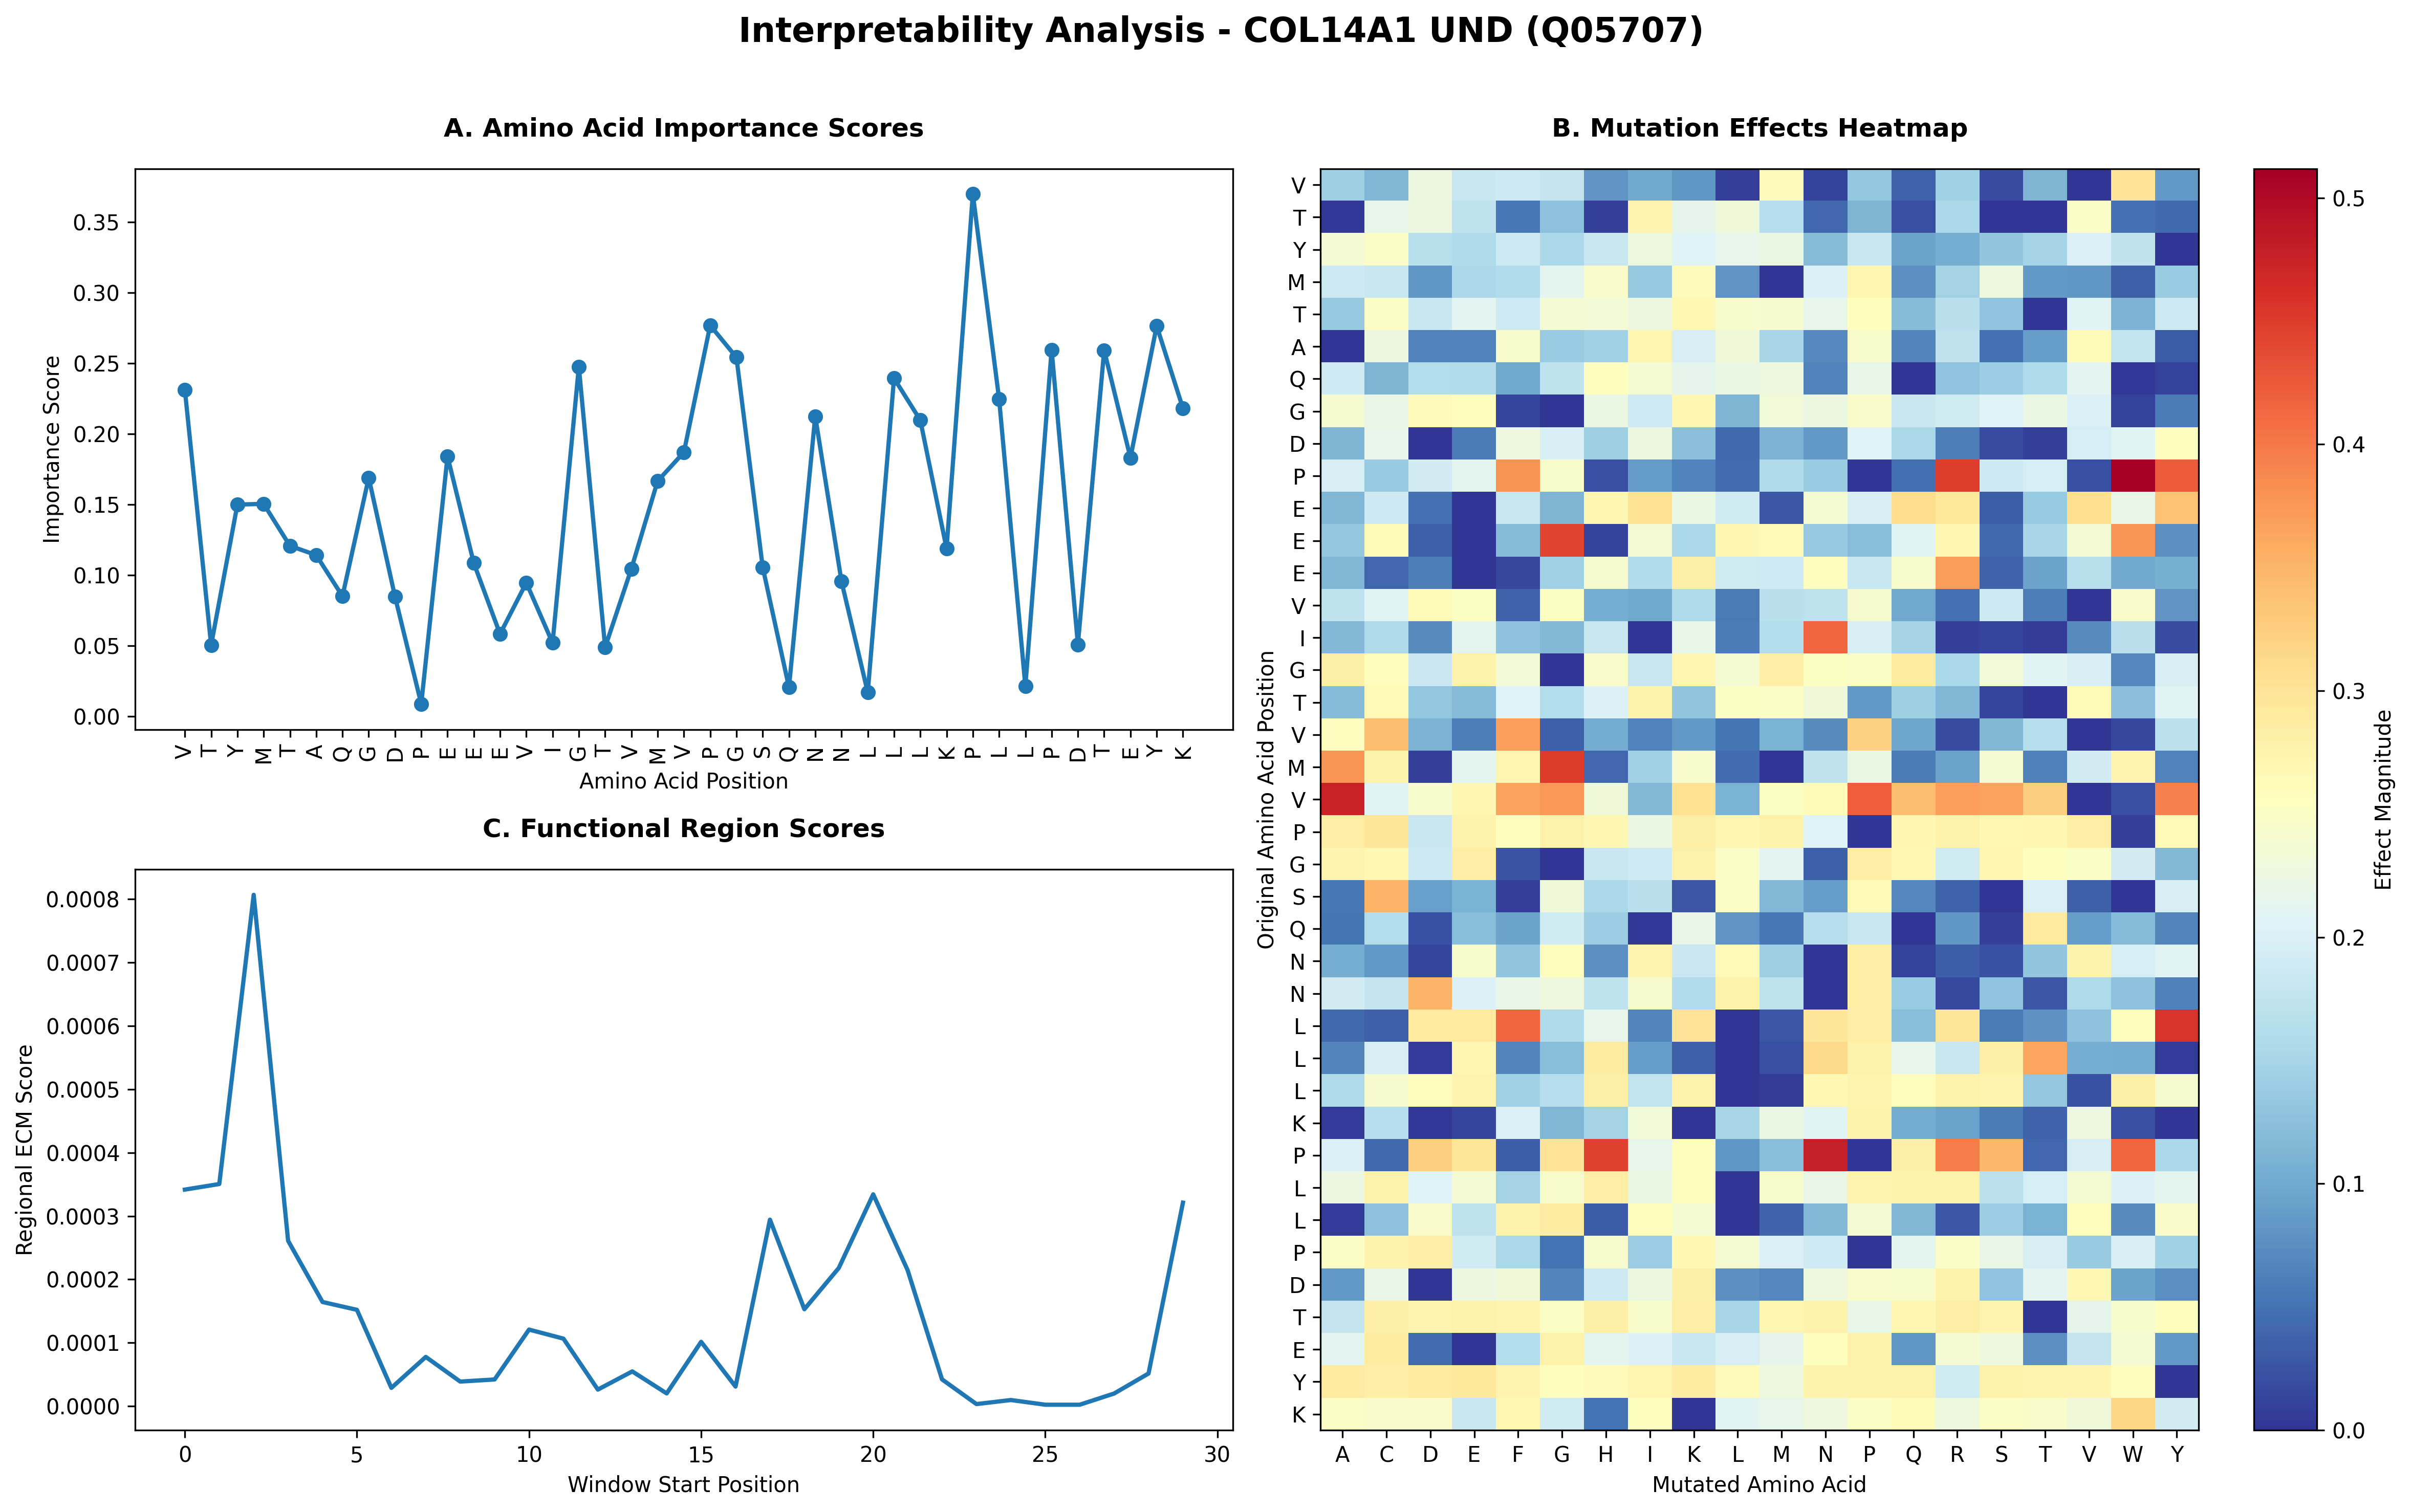 Interpretability Analysis - COL14A1 UND (Q05707)
A. Amino Acid Importance Scores
Importance Score
0.35
0.30
0.25
0.20
0.15
0.10
0.05
0.00
V T Y M T A Q G D P E E E V I G T V M V P G S Q N N L L L K P L L P D T E Y K
Amino Acid Position
C. Functional Region Scores
Regional ECM Score
0.0008
0.0007
0.0006
0.0005
0.0004
0.0003
0.0002
0.0001
0.0000
0 5 10 15 20 25 30
Window Start Position
B. Mutation Effects Heatmap
Original Amino Acid Position
V
T
Y
M
T
A
Q
G
D
P
E
E
E
V
I
G
T
V
M
V
P
G
S
Q
N
N
L
L
L
K
P
L
L
P
D
T
E
Y
K
A C D E F G H I K L M N P Q R S T V W Y
Mutated Amino Acid
0.5
0.4
0.3
0.2
0.1
0.0
Effect Magnitude